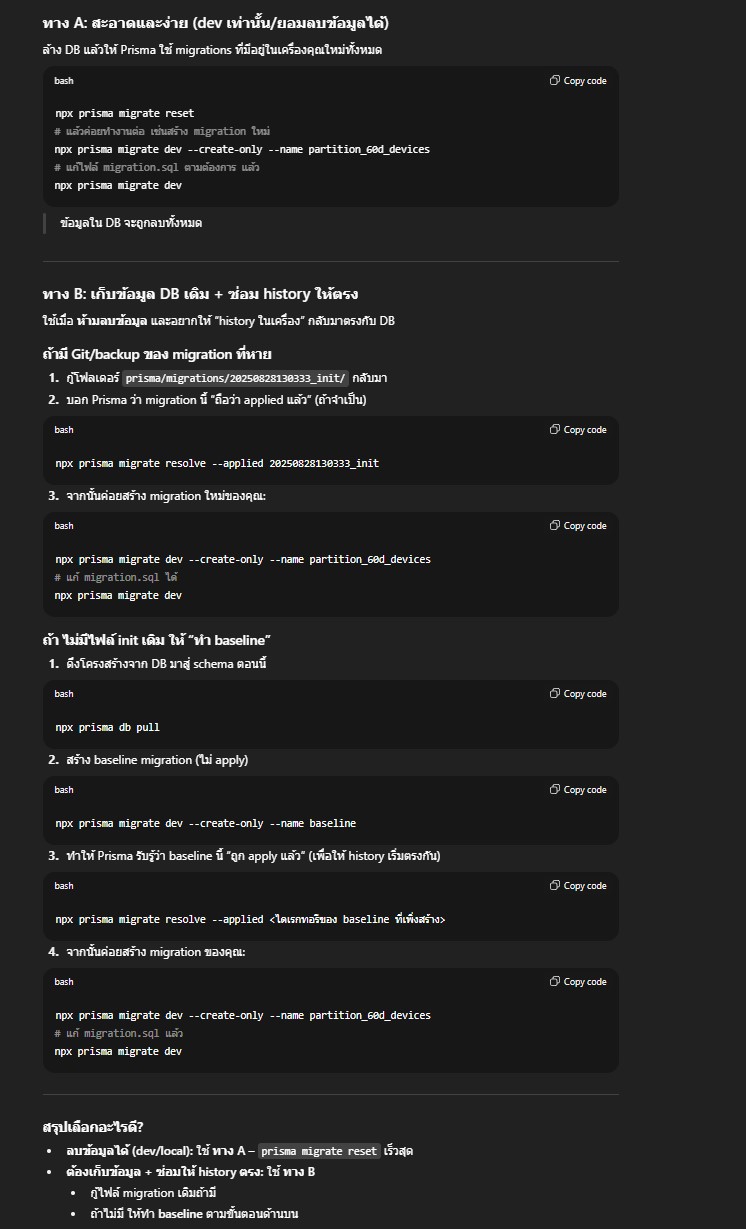 ทาง A: สะอาดและง่าย (dev เท่านั้น/ยอมลบข้อมูลได้)
ล้าง DB แล้วให้ Prisma ใช้ migrations ที่มีอยู่ในเครื่องคุณใหม่ทั้งหมด
bash
Copy code
npx prisma migrate reset
# แล้วค่อยทำงานต่อ เช่นสร้าง migration ใหม่
npx prisma migrate dev --create-only --name partition_60d_devices
# แก้ไฟล์ migration.sql ตามต้องการ แล้ว
npx prisma migrate dev
ข้อมูลใน DB จะถูกลบทั้งหมด
ทาง B: เก็บข้อมูล DB เดิม + ซ่อม history ให้ตรง
ใช้เมื่อ ห้ามลบข้อมูล และอยากให้ “history ในเครื่อง” กลับมาตรงกับ DB
ถ้ามี Git/backup ของ migration ที่หาย
1. กู้โฟลเดอร์ prisma/migrations/20250828130333_init/ กลับมา
2. บอก Prisma ว่า migration นี้ “ถือว่า applied แล้ว” (ถ้าจำเป็น)
bash
Copy code
npx prisma migrate resolve --applied 20250828130333_init
3. จากนั้นค่อยสร้าง migration ใหม่ของคุณ:
bash
Copy code
npx prisma migrate dev --create-only --name partition_60d_devices
# แก้ migration.sql ได้
npx prisma migrate dev
ถ้า ไม่มีไฟล์ init เดิม ให้ “ทำ baseline”
1. ดึงโครงสร้างจาก DB มาสู่ schema ตอนนี้
bash
Copy code
npx prisma db pull
2. สร้าง baseline migration (ไม่ apply)
bash
Copy code
npx prisma migrate dev --create-only --name baseline
3. ทำให้ Prisma รับรู้ว่า baseline นี้ “ถูก apply แล้ว” (เพื่อให้ history เริ่มตรงกัน)
bash
Copy code
npx prisma migrate resolve --applied <ไดเรกทอรีของ baseline ที่เพิ่งสร้าง>
4. จากนั้นค่อยสร้าง migration ของคุณ:
bash
Copy code
npx prisma migrate dev --create-only --name partition_60d_devices
# แก้ migration.sql แล้ว
npx prisma migrate dev
สรุปเลือกอะไรดี?
• ลบข้อมูลได้ (dev/local): ใช้ ทาง A – prisma migrate reset เร็วสุด
• ต้องเก็บข้อมูล + ซ่อมให้ history ตรง: ใช้ ทาง B
• กู้ไฟล์ migration เดิมถ้ามี
• ถ้าไม่มี ให้ทำ baseline ตามขั้นตอนด้านบน